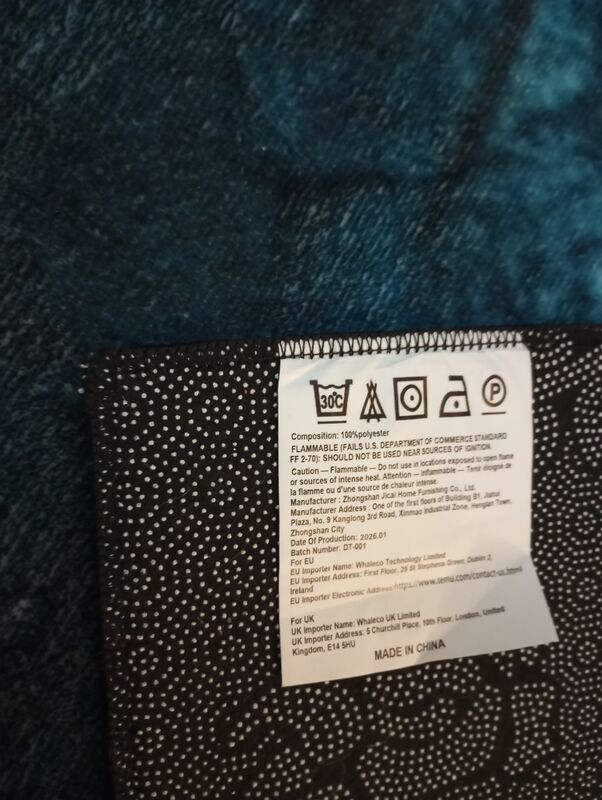 30℃
P
Composition: 100%polyester
FLAMMABLE (FAILS U.S. DEPARTMENT OF COMMERCE STANDARD
FF 2-70): SHOULD NOT BE USED NEAR SOURCES OF IGNITION.
Caution — Flammable — Do not use in locations exposed to open flame
or sources of intense heat. Attention — Inflammable — Tenir éloigne de
la flamme ou d'une source de chaleur intense.
Manufacturer : Zhongshan Jicai Home Furnishing Co., Ltd.
Manufacturer Address : One of the first floors of Building B1, Jiahui
Plaza, No. 9 Kanglong 3rd Road, Xinmao Industrial Zone, Henglan Town,
Zhongshan City
Date Of Production: 2026.01
Batch Number: DT-001
For EU
EU Importer Name: Whaleco Technology Limited
EU Importer Address: First Floor, 25 St Stephens Green, Dublin 2,
Ireland
EU Importer Electronic Address:https://www.temu.com/contact-us.html
For UK
UK Importer Name: Whaleco UK Limited
UK Importer Address: 5 Churchill Place, 10th Floor, London, United
Kingdom, E14 5HU
MADE IN CHINA